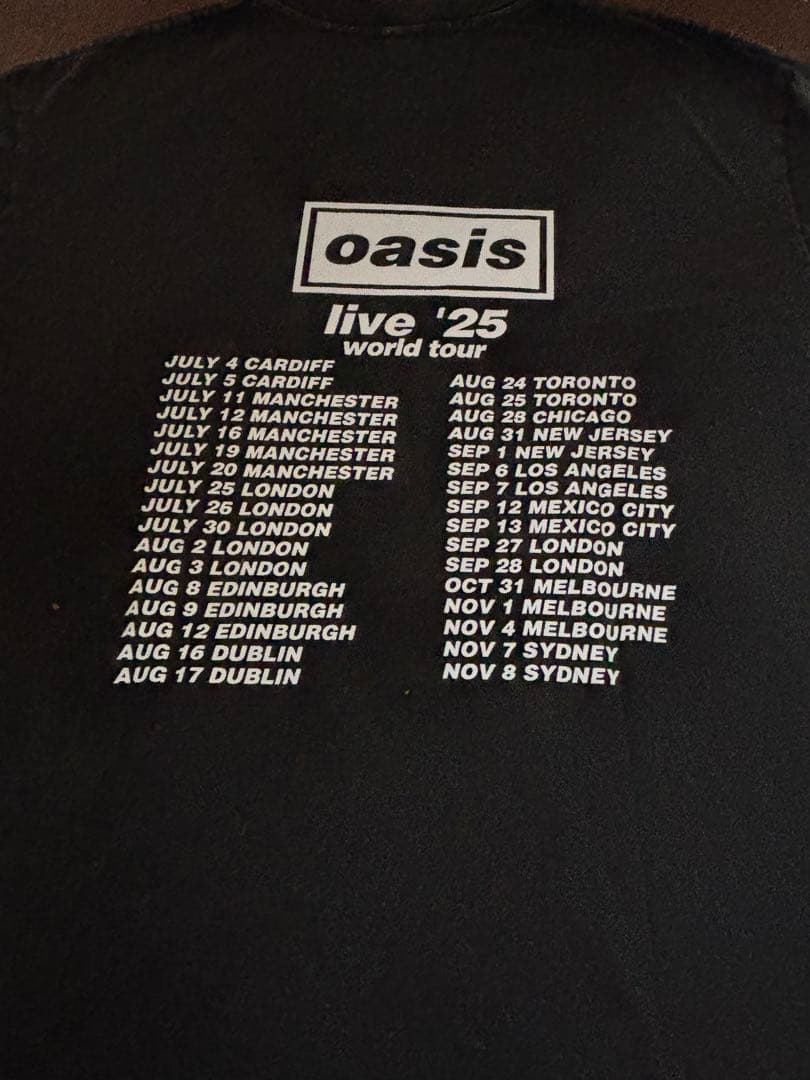 oasis
live '25
world tour
JULY 4 CARDIFF
JULY 5 CARDIFF
JULY 11 MANCHESTER
JULY 12 MANCHESTER
JULY 16 MANCHESTER
JULY 19 MANCHESTER
JULY 20 MANCHESTER
JULY 25 LONDON
JULY 26 LONDON
JULY 30 LONDON
AUG 2 LONDON
AUG 3 LONDON
AUG 8 EDINBURGH
AUG 9 EDINBURGH
AUG 12 EDINBURGH
AUG 16 DUBLIN
AUG 17 DUBLIN
AUG 24 TORONTO
AUG 25 TORONTO
AUG 28 CHICAGO
AUG 31 NEW JERSEY
SEP 1 NEW JERSEY
SEP 6 LOS ANGELES
SEP 7 LOS ANGELES
SEP 12 MEXICO CITY
SEP 13 MEXICO CITY
SEP 27 LONDON
SEP 28 LONDON
OCT 31 MELBOURNE
NOV 1 MELBOURNE
NOV 4 MELBOURNE
NOV 7 SYDNEY
NOV 8 SYDNEY